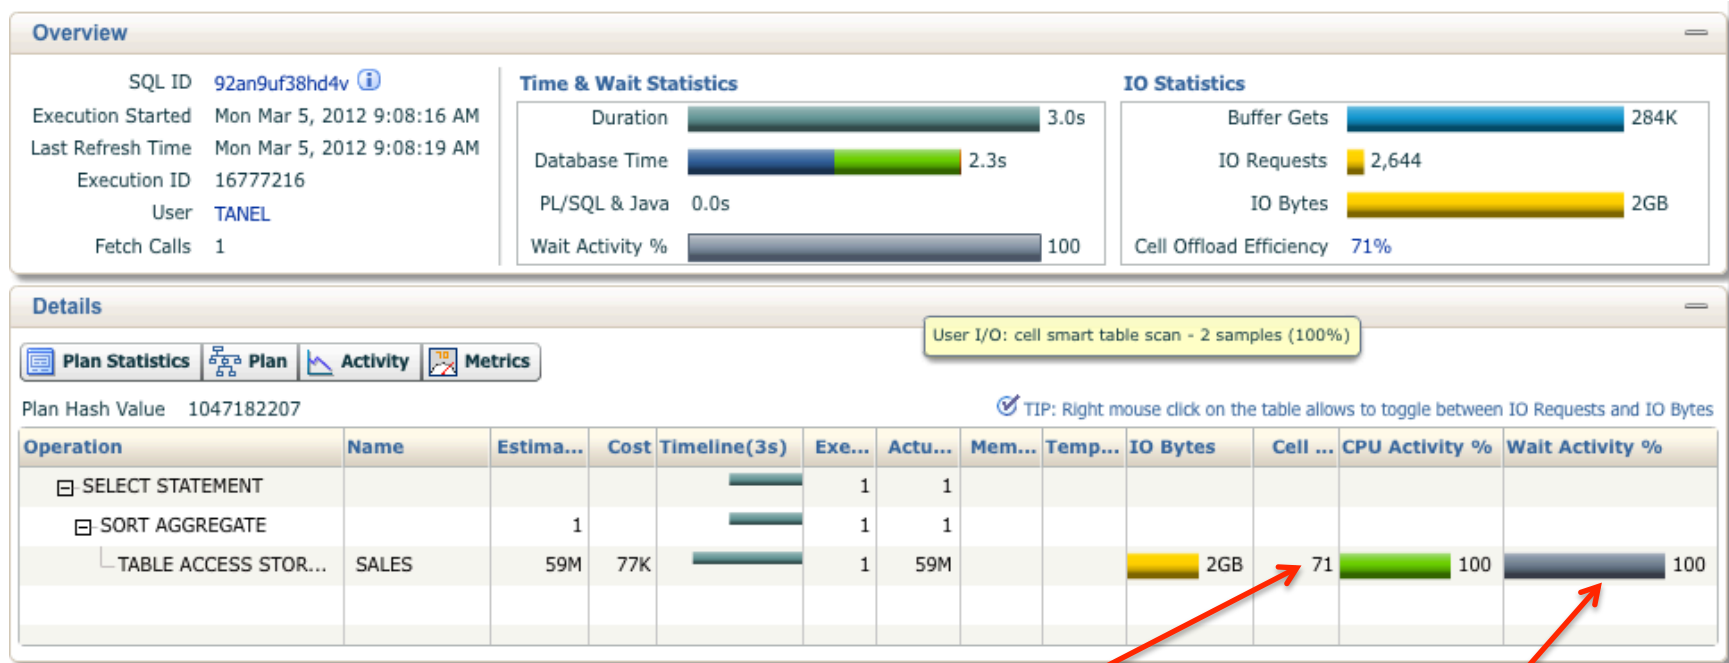 Overview
SQL ID 92an9uf38hd4v
Execution Started Mon Mar 5, 2012 9:08:16 AM
Last Refresh Time Mon Mar 5, 2012 9:08:19 AM
Execution ID 16777216
User TANEL
Fetch Calls 1
Time & Wait Statistics
Duration 3.0s
Database Time 2.3s
PL/SQL & Java 0.0s
Wait Activity % 100
IO Statistics
Buffer Gets 284K
IO Requests 2,644
IO Bytes 2GB
Cell Offload Efficiency 71%
Details
User I/O: cell smart table scan - 2 samples (100%)
Plan Statistics Plan Activity Metrics
Plan Hash Value 1047182207
TIP: Right mouse click on the table allows to toggle between IO Requests and IO Bytes
Operation Name Estima... Cost Timeline(3s) Exe... Actu... Mem... Temp... IO Bytes Cell ... CPU Activity % Wait Activity %
SELECT STATEMENT 1 1
SORT AGGREGATE 1 1 1
TABLE ACCESS STOR... SALES 59M 77K 1 59M 2GB 71 100 100